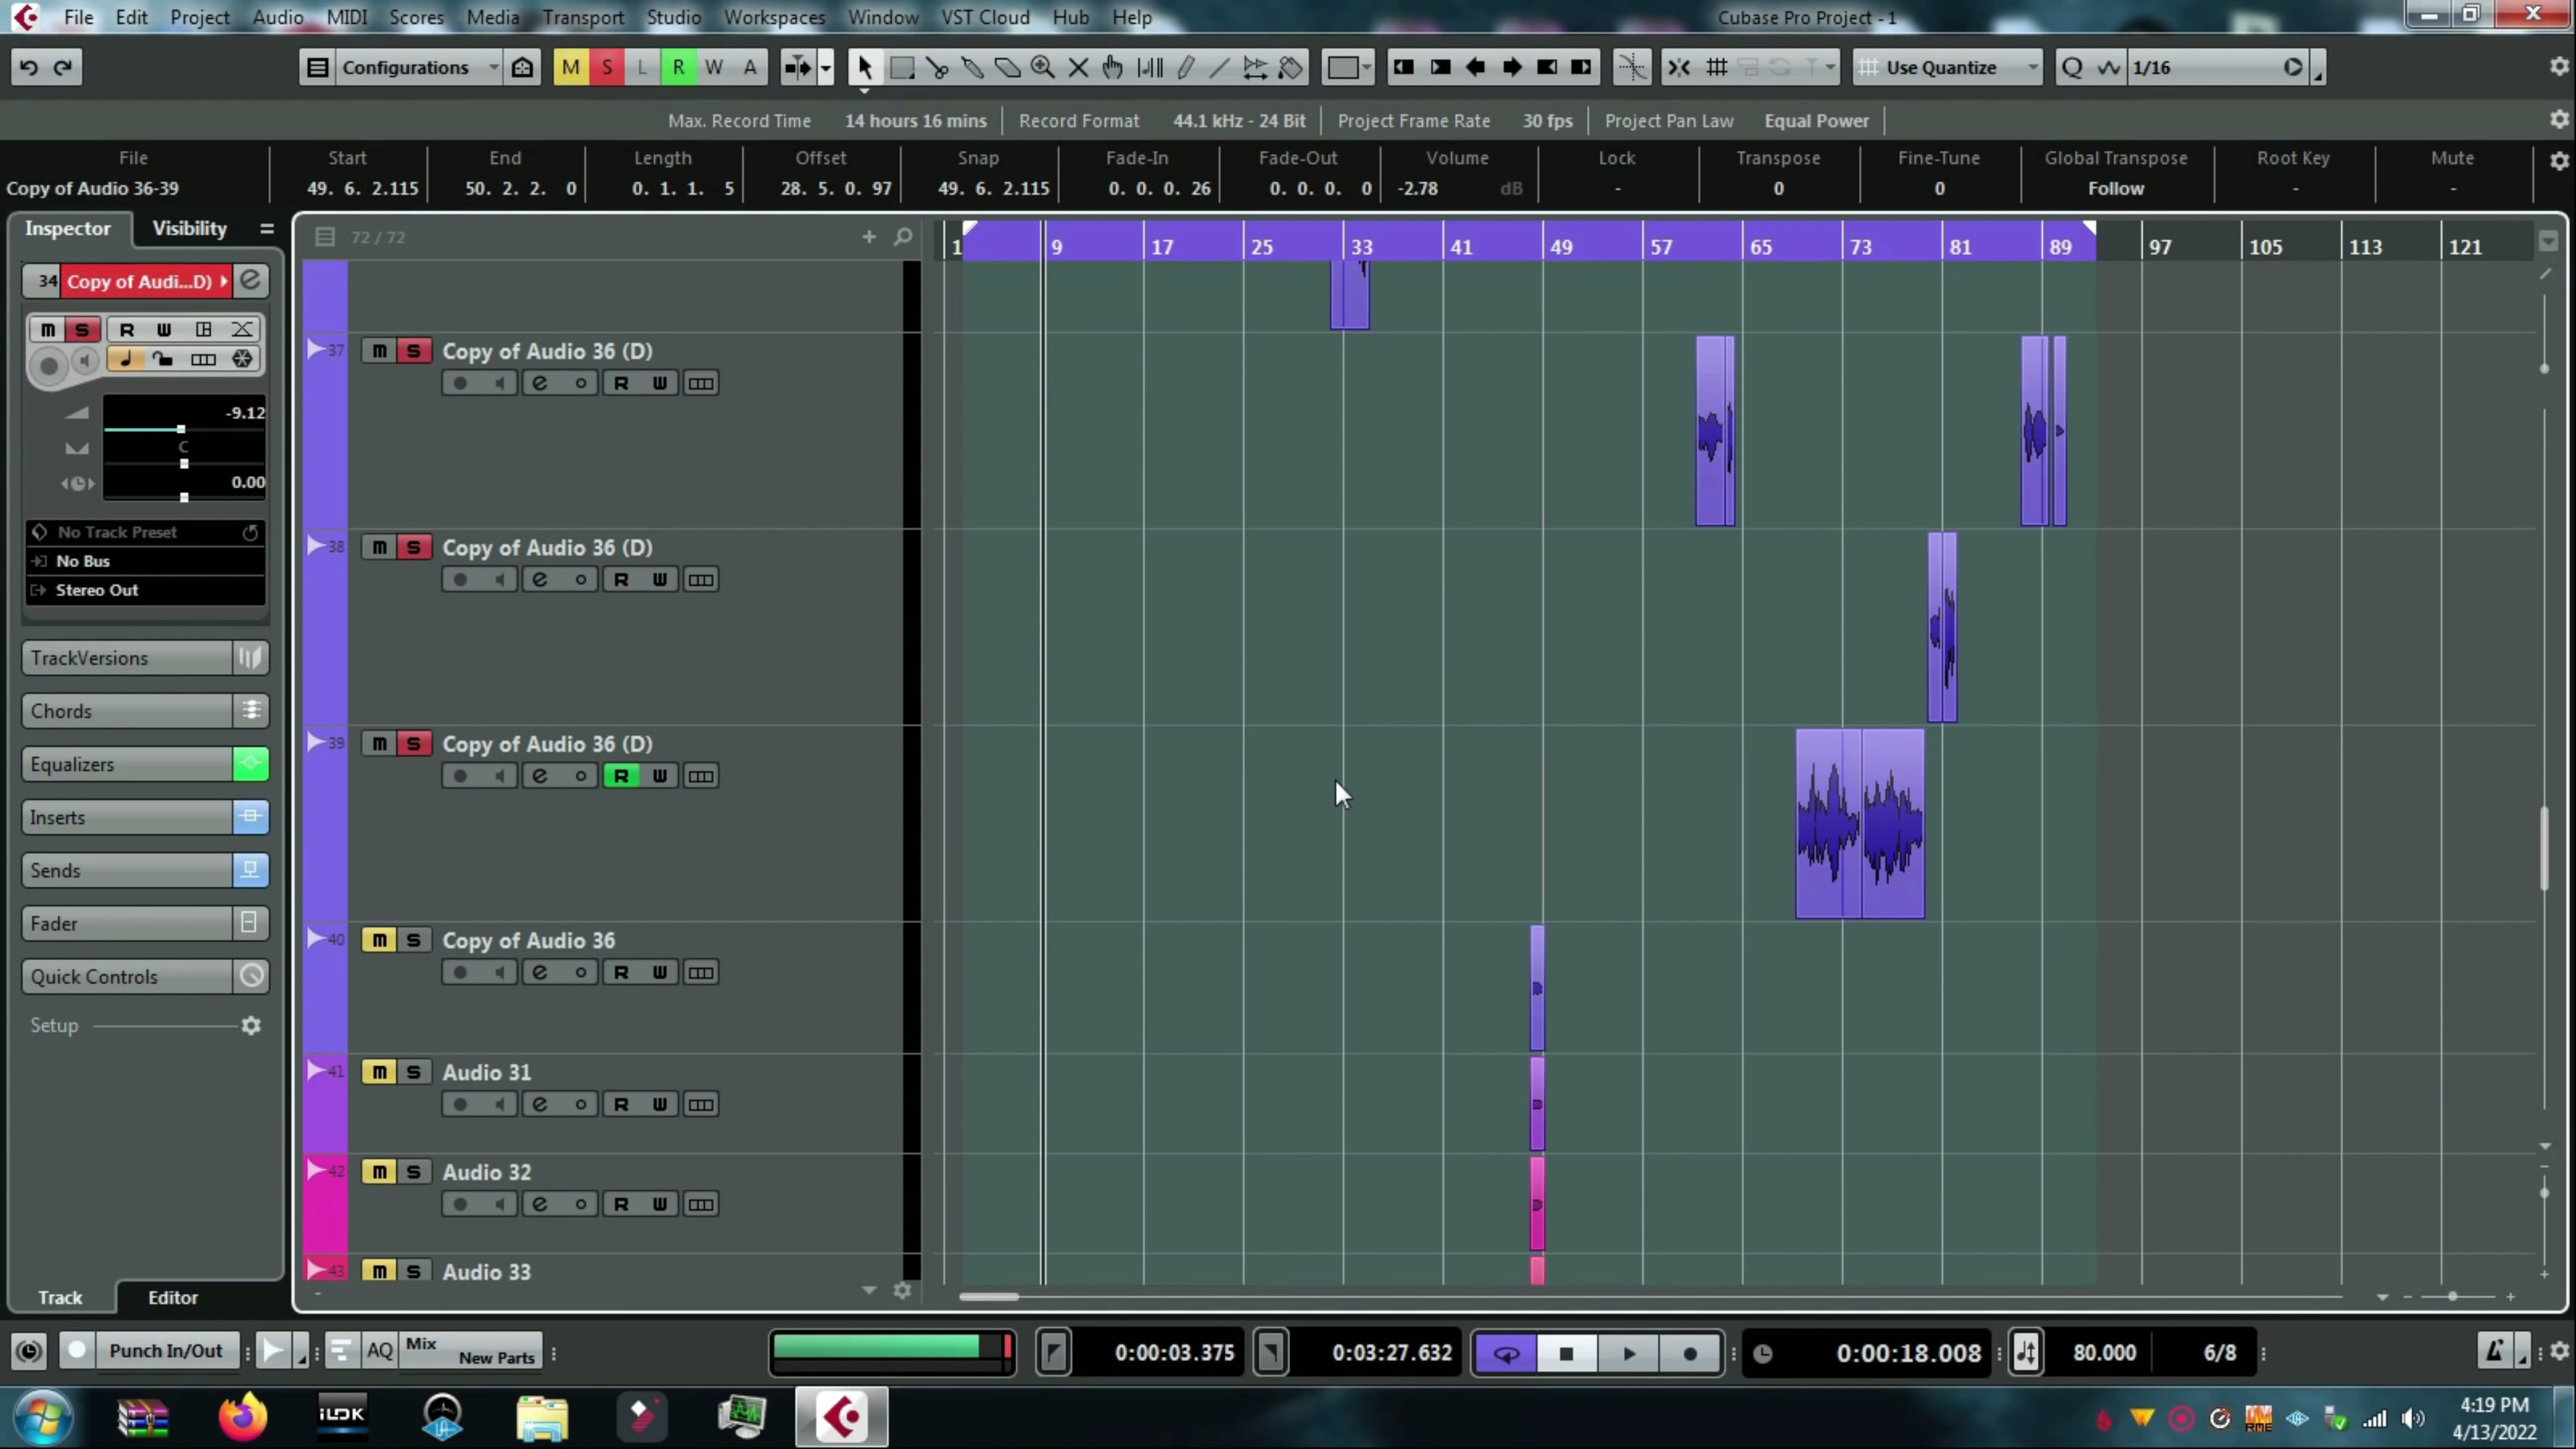 File Edit Project Audio MIDI Scores Media Transport Studio Workspaces Window VST Cloud Hub Help Cubase Pro Project - 1
Configurations M S L R W A Use Quantize Q 1/16
Max. Record Time 14 hours 16 mins Record Format 44.1 kHz - 24 Bit Project Frame Rate 30 fps Project Pan Law Equal Power
File Start End Length Offset Snap Fade-In Fade-Out Volume Lock Transpose Fine-Tune Global Transpose Root Key Mute
Copy of Audio 36-39 49. 6. 2.115 50. 2. 2. 0 0. 1. 1. 5 28. 5. 0. 97 49. 6. 2.115 0. 0. 0. 26 0. 0. 0. 0 -2.78 dB - 0 0 Follow - -
Inspector Visibility
72 / 72
1 9 17 25 33 41 49 57 65 73 81 89 97 105 113 121
34 Copy of Audi...D) e
m S R W
-9.12
C
0.00
No Track Preset
No Bus
Stereo Out
TrackVersions
Chords
Equalizers
Inserts
Sends
Fader
Quick Controls
Setup
Track Editor
37 m S Copy of Audio 36 (D)
e R W
38 m S Copy of Audio 36 (D)
e R W
39 m S Copy of Audio 36 (D)
e R W
40 m S Copy of Audio 36
e R W
41 m S Audio 31
e R W
42 m S Audio 32
e R W
43 m S Audio 33
Punch In/Out AQ Mix
New Parts
0:00:03.375 0:03:27.632 0:00:18.008 80.000 6/8
iLOK
RME
4:19 PM
4/13/2022